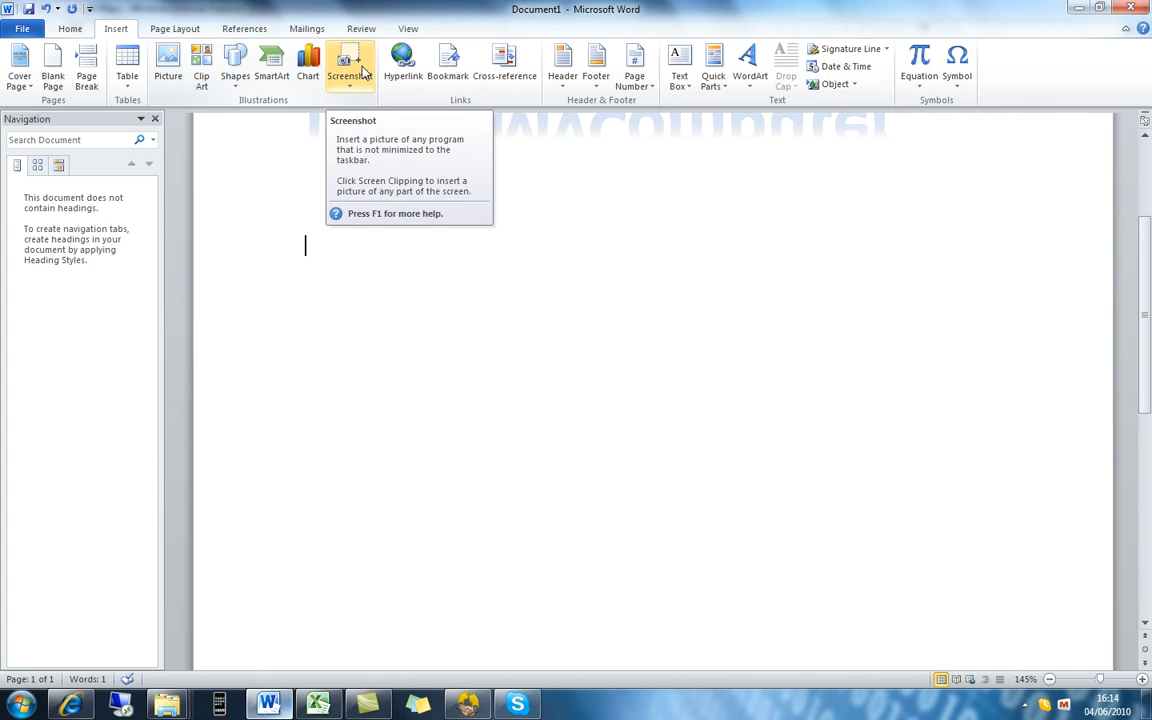 Document1 - Microsoft Word
File Home Insert Page Layout References Mailings Review View
Cover Page Blank Page Page Break Table Picture Clip Art Shapes SmartArt Chart Screenshot Hyperlink Bookmark Cross-reference Header Footer Page Number Text Box Quick Parts WordArt Drop Cap Signature Line Date & Time Object Equation Symbol
Pages Tables Illustrations Links Header & Footer Text Symbols
Navigation
Search Document
This document does not
contain headings.
To create navigation tabs,
create headings in your
document by applying
Heading Styles.
Screenshot
Insert a picture of any program
that is not minimized to the
taskbar.
Click Screen Clipping to insert a
picture of any part of the screen.
Press F1 for more help.
Page: 1 of 1 Words: 1 145%
16:14
04/06/2010